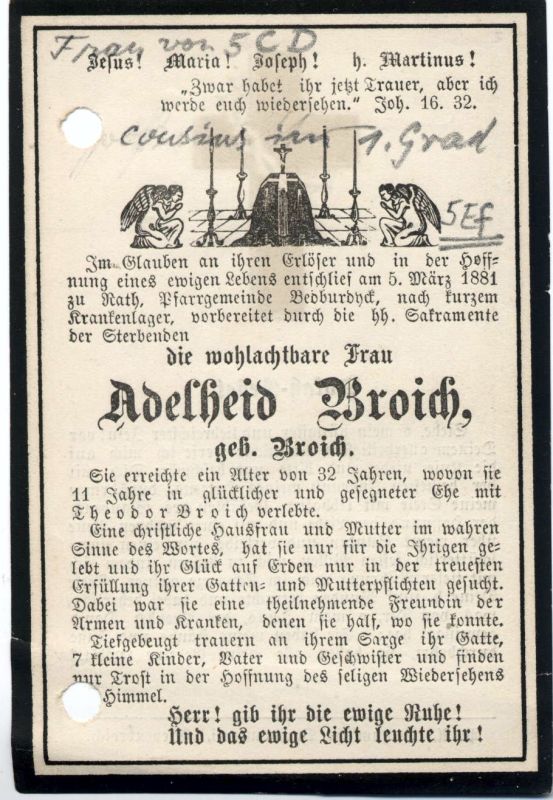 Frau von 5 C D
Jesus! Maria! Joseph! h. Martinus!
„Zwar habet ihr jetzt Trauer, aber ich
werde euch wiedersehen.“ Joh. 16. 32.
cousins im 1. Grad
5Ef
Im Glauben an ihren Erlöser und in der Hoff-
nung eines ewigen Lebens entschlief am 5. März 1881
zu Rath, Pfarrgemeinde Bedburdyck, nach kurzem
Krankenlager, vorbereitet durch die hh. Sakramente
der Sterbenden
die wohlachtbare Frau
Adelheid Broich,
geb. Broich.
Sie erreichte ein Alter von 32 Jahren, wovon sie
11 Jahre in glücklicher und gesegneter Ehe mit
Theodor Broich verlebte.
Eine christliche Hausfrau und Mutter im wahren
Sinne des Wortes, hat sie nur für die Ihrigen ge-
lebt und ihr Glück auf Erden nur in der treuesten
Erfüllung ihrer Gatten- und Mutterpflichten gesucht.
Dabei war sie eine theilnehmende Freundin der
Armen und Kranken, denen sie half, wo sie konnte.
Tiefgebeugt trauern an ihrem Sarge ihr Gatte,
7 kleine Kinder, Vater und Geschwister und finden
nur Trost in der Hoffnung des seligen Wiedersehens
Himmel.
Herr! gib ihr die ewige Ruhe!
Und das ewige Licht leuchte ihr!